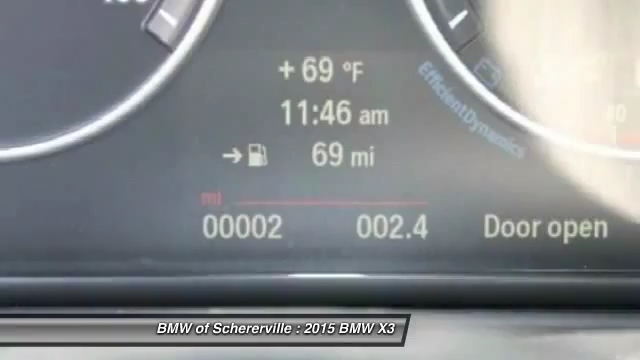 + 69 °F
11:46 am
EfficientDynamics
69 mi
mi
00002 002.4 Door open
BMW of Schererville : 2015 BMW X3